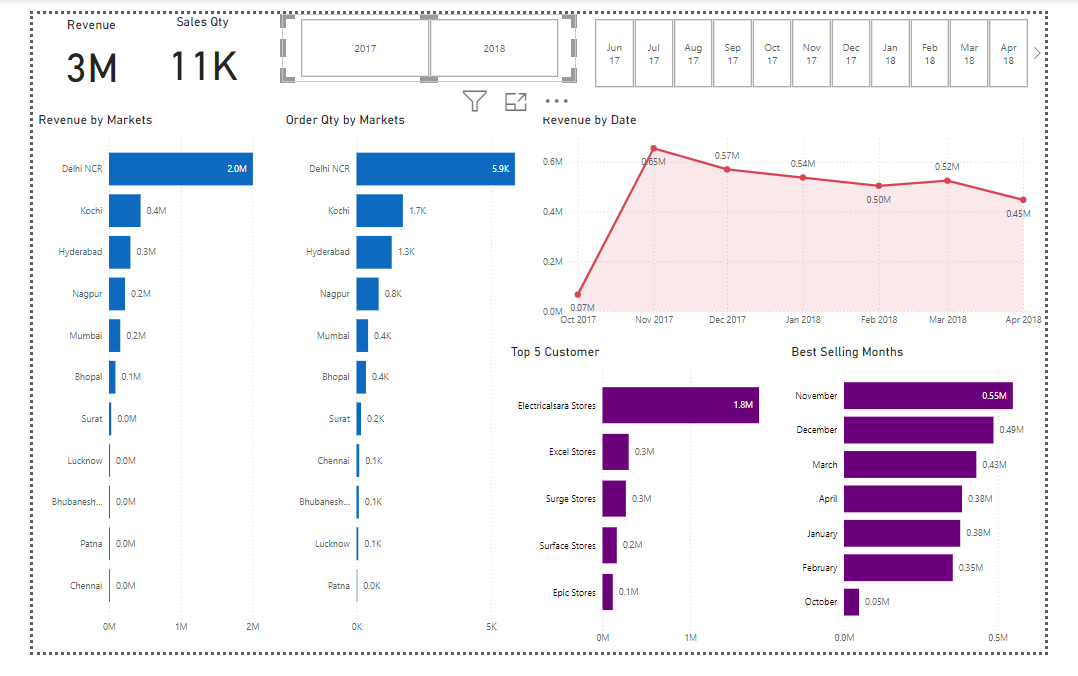 Revenue
3M
Sales Qty
11K
2017
2018
Jun
17
Jul
17
Aug
17
Sep
17
Oct
17
Nov
17
Dec
17
Jan
18
Feb
18
Mar
18
Apr
18
Revenue by Markets
Delhi NCR
2.0M
Kochi
0.4M
Hyderabad
0.3M
Nagpur
0.2M
Mumbai
0.2M
Bhopal
0.1M
Surat
0.0M
Lucknow
0.0M
Bhubanesh...
0.0M
Patna
0.0M
Chennai
0.0M
0M
1M
2M
Order Qty by Markets
Delhi NCR
5.9K
Kochi
1.7K
Hyderabad
1.3K
Nagpur
0.8K
Mumbai
0.4K
Bhopal
0.4K
Surat
0.2K
Chennai
0.1K
Bhubanesh...
0.1K
Lucknow
0.1K
Patna
0.0K
0K
5K
Revenue by Date
0.6M
0.4M
0.2M
0.0M
0.07M
0.65M
0.57M
0.54M
0.50M
0.52M
0.45M
Oct 2017
Nov 2017
Dec 2017
Jan 2018
Feb 2018
Mar 2018
Apr 2018
Top 5 Customer
Electricalsara Stores
1.8M
Excel Stores
0.3M
Surge Stores
0.3M
Surface Stores
0.2M
Epic Stores
0.1M
0M
1M
Best Selling Months
November
0.55M
December
0.49M
March
0.43M
April
0.38M
January
0.38M
February
0.35M
October
0.05M
0.0M
0.5M